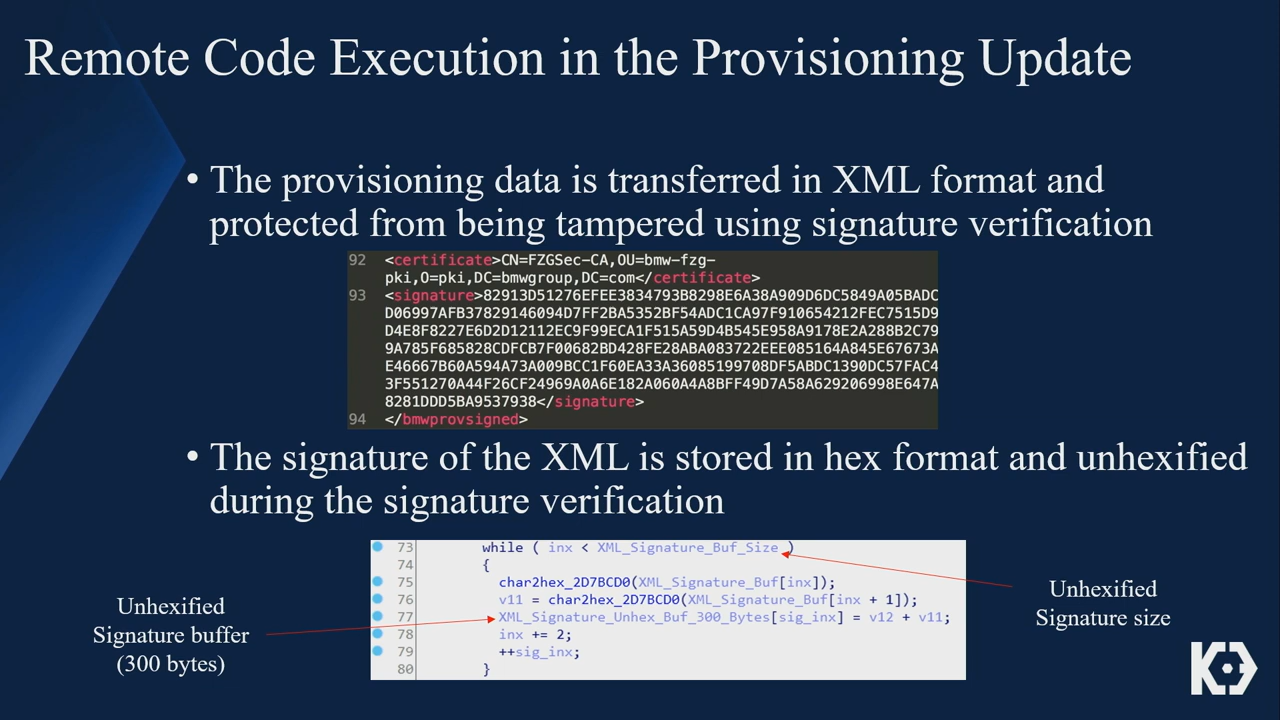 Remote Code Execution in the Provisioning Update
• The provisioning data is transferred in XML format and
protected from being tampered using signature verification
92 <certificate>CN=FZGSec-CA,OU=bmw-fzg-
pki,O=pki,DC=bmwgroup,DC=com</certificate>
93 <signature>82913D51276EFEE3834793B8298E6A38A909D6DC5849A05BADC
D06997AFB37829146094D7FF2BA5352BF54ADC1CA97F910654212FEC7515D9
D4E8F8227E6D2D12112EC9F99ECA1F515A59D4B545E958A9178E2A288B2C79
9A785F685828CDFCB7F00682BD428FE28ABA083722EEE085164A845E67673A
E46667B60A594A73A009BCC1F60EA33A36085199708DF5ABDC1390DC57FAC4
3F551270A44F26CF24969A0A6E182A060A4A8BFF49D7A58A629206998E647A
8281DDD5BA9537938</signature>
94 </bmwprovsigned>
• The signature of the XML is stored in hex format and unhexified
during the signature verification
73 while ( inx < XML_Signature_Buf_Size )
74 {
75 char2hex_2D7BCD0(XML_Signature_Buf[inx]);
76 v11 = char2hex_2D7BCD0(XML_Signature_Buf[inx + 1]);
77 XML_Signature_Unhex_Buf_300_Bytes[sig_inx] = v12 + v11;
78 inx += 2;
79 ++sig_inx;
80 }
Unhexified
Signature buffer
(300 bytes)
Unhexified
Signature size